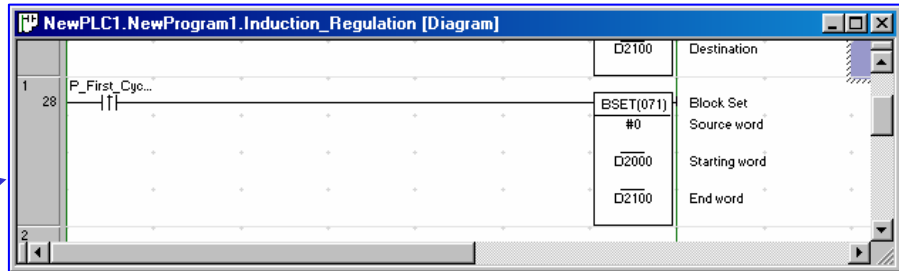 NewPLC1.NewProgram1.Induction_Regulation [Diagram]
D2100 Destination
1
P_First_Cyc...
28
BSET(071) Block Set
#0 Source word
D2000 Starting word
D2100 End word
2